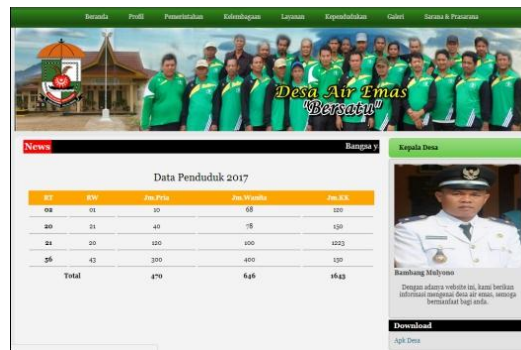 Beranda Profil Pemerintahan Kelembagaan Layanan Kependudukan Galeri Sarana & Prasarana
Desa Air Emas
"Bersatu"
News Bangsa y
Kepala Desa
Data Penduduk 2017
RT RW Jm.Pria Jm.Wanita Jm.KK
02 01 10 68 120
20 21 40 78 150
21 20 120 100 1223
56 43 300 400 130
Total 470 646 1643
Bambang Mulyono
Dengan adanya website ini, kami berikan
informasi mengenai desa air emas, semoga
bermanfaat bagi anda.
Download
Apk Desa